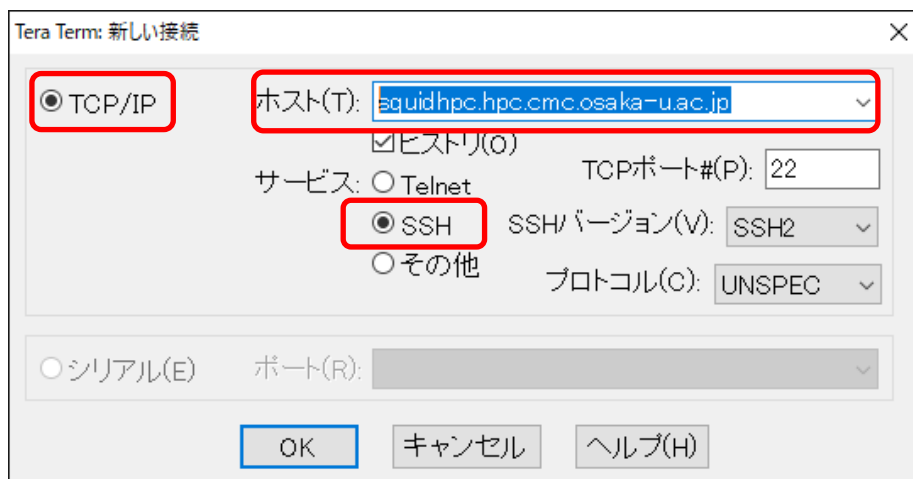 Tera Term: 新しい接続
TCP/IP
ホスト(T): squidhpc.hpc.cmc.osaka-u.ac.jp
ヒストリ(O)
サービス: Telnet
TCPポート#(P): 22
SSH
SSHバージョン(V): SSH2
その他
プロトコル(C): UNSPEC
シリアル(E)
ポート(R):
OK
キャンセル
ヘルプ(H)